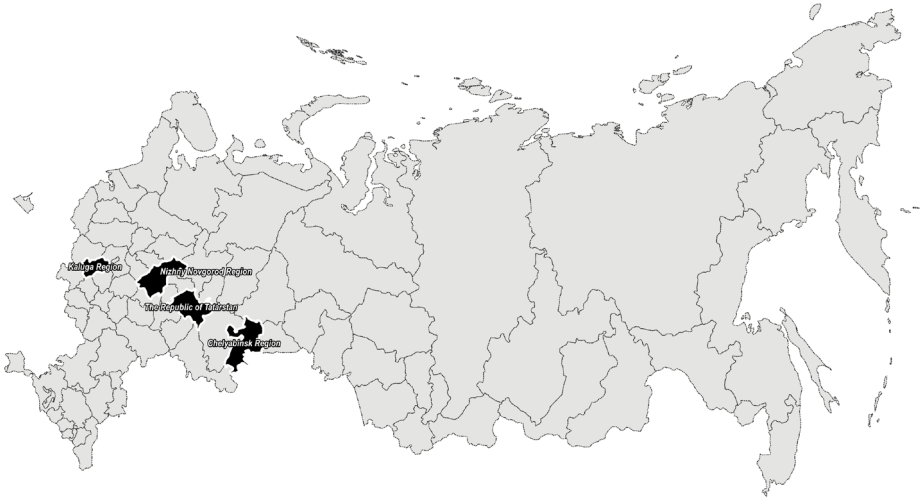 Kaluga Region
Nizhny Novgorod Region
The Republic of Tatarstan
Chelyabinsk Region